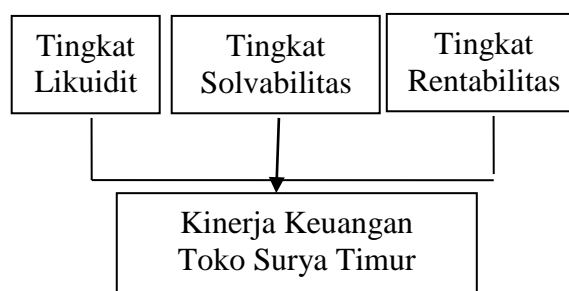 Tingkat
Likuidit
Tingkat
Solvabilitas
Tingkat
Rentabilitas
Kinerja Keuangan
Toko Surya Timur